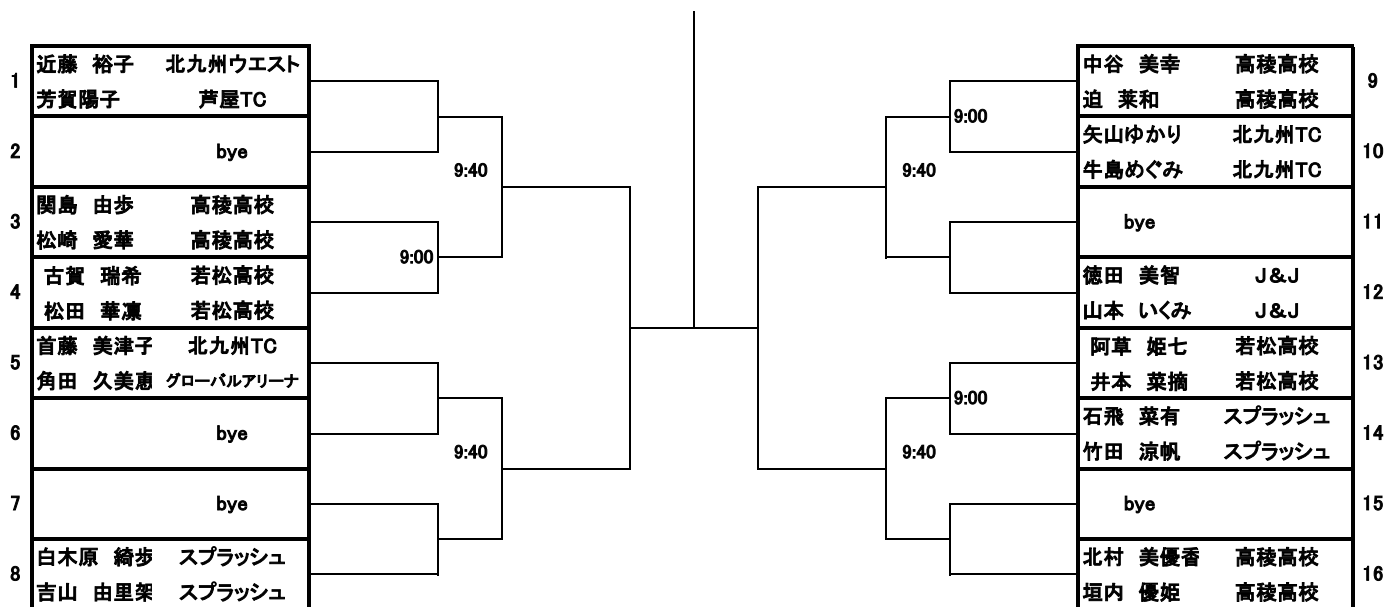 1
近藤 裕子 北九州ウエスト
芳賀陽子 芦屋TC
2
bye
9:40
3
関島 由歩 高稜高校
松崎 愛華 高稜高校
9:00
4
古賀 瑞希 若松高校
松田 華凛 若松高校
5
首藤 美津子 北九州TC
角田 久美恵 グローバルアリーナ
6
bye
9:40
7
bye
8
白木原 綺歩 スプラッシュ
吉山 由里架 スプラッシュ
中谷 美幸 高稜高校
迫 莱和 高稜高校
9
9:00
矢山ゆかり 北九州TC
牛島めぐみ 北九州TC
10
9:40
bye
11
徳田 美智 J&J
山本 いくみ J&J
12
阿草 姫七 若松高校
井本 菜摘 若松高校
13
9:00
石飛 菜有 スプラッシュ
竹田 涼帆 スプラッシュ
14
9:40
bye
15
北村 美優香 高稜高校
垣内 優姫 高稜高校
16